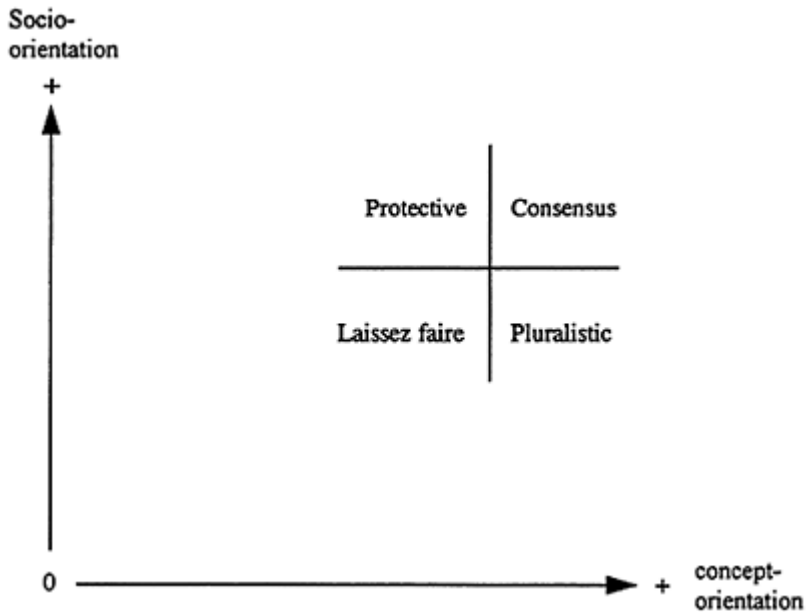 Socio-
orientation
+
Protective
Consensus
Laissez faire
Pluralistic
0
+
concept-
orientation